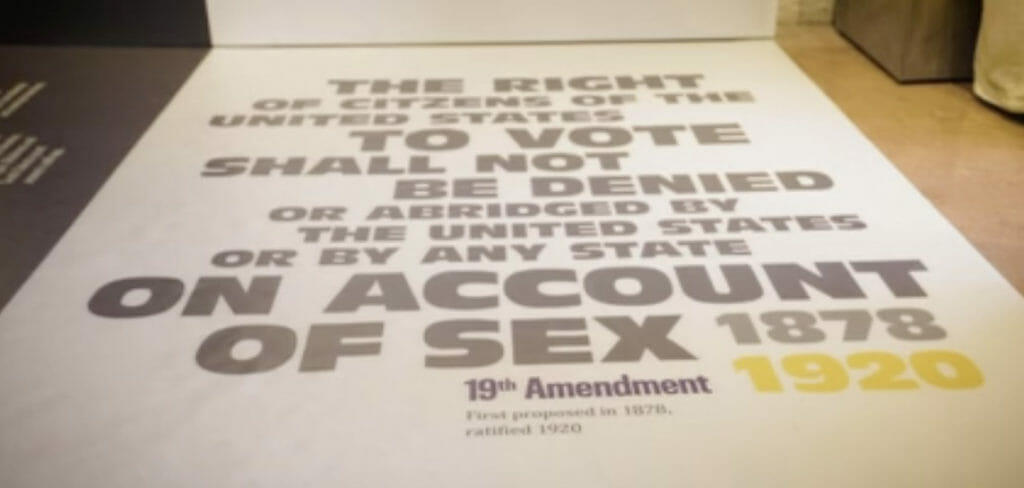 THE RIGHT
OF CITZENS OF THE
UNITED STATES
TO VOTE
SHALL NOT
BE DENIED
OR ABRIDGED BY
THE UNITED STATES
OR BY ANY STATE
ON ACCOUNT
OF SEX 1878
1920
19th Amendment
First proposed in 1878,
ratified 1920